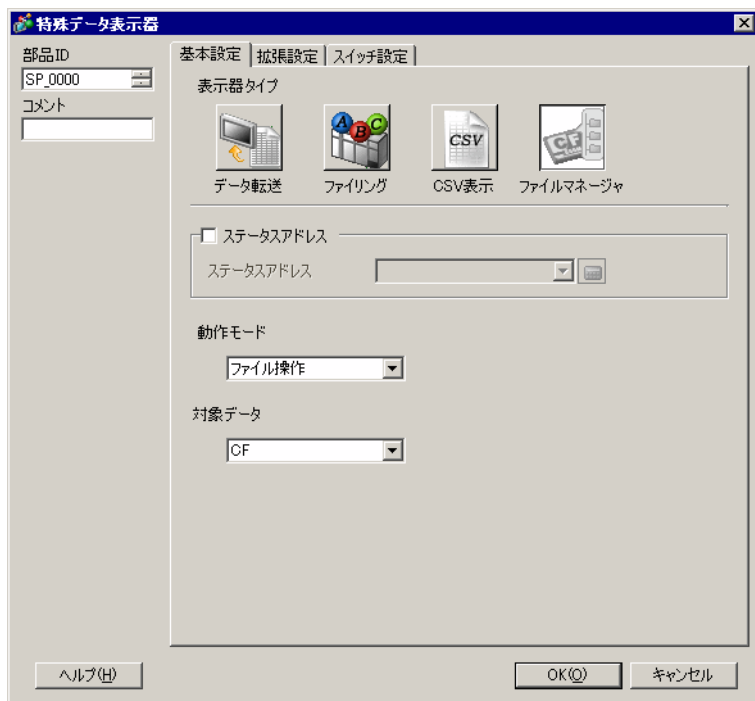 特殊データ表示器
部品ID
SP_0000
コメント
基本設定
拡張設定
スイッチ設定
表示器タイプ
ABC
CSV
CF
データ転送
ファイリング
CSV表示
ファイルマネージャ
ステータスアドレス
ステータスアドレス
動作モード
ファイル操作
対象データ
CF
ヘルプ(H)
OK(O)
キャンセル